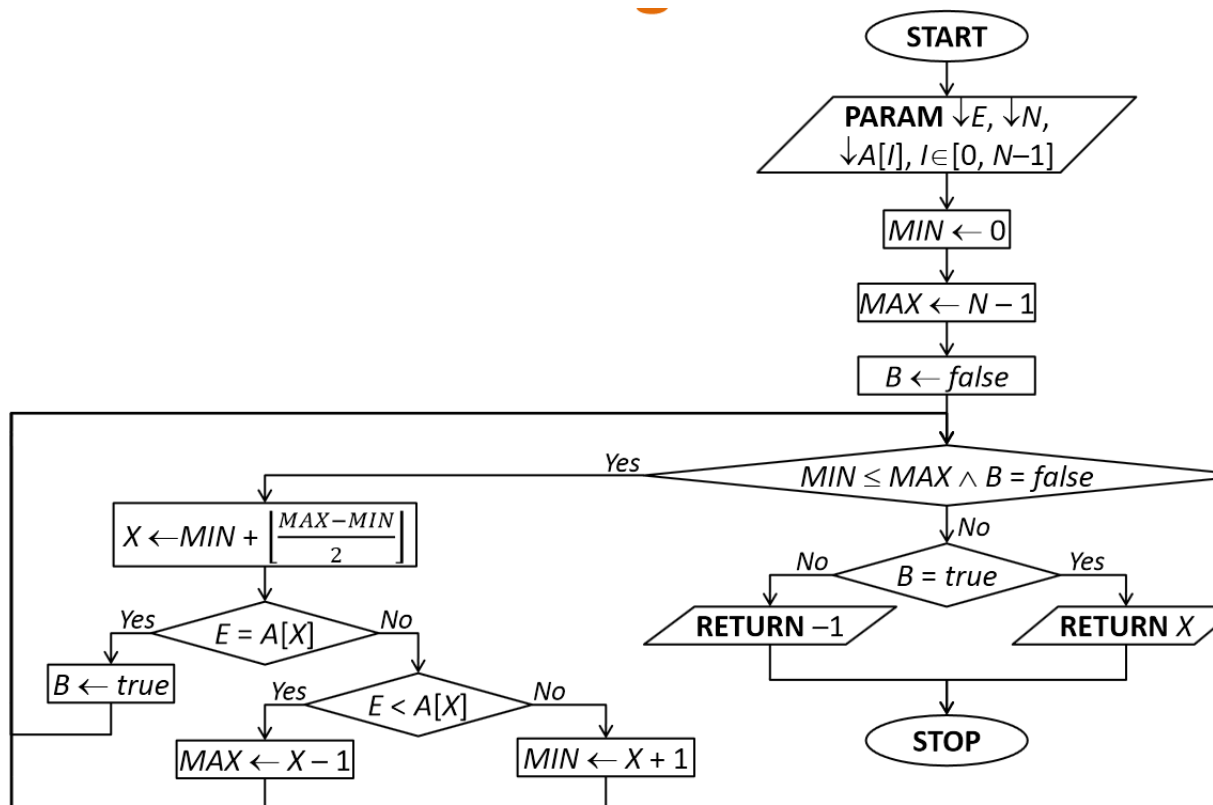 START
PARAM ↓E, ↓N,
↓A[I], I∈[0, N–1]
MIN ← 0
MAX ← N – 1
B ← false
Yes
MIN ≤ MAX ∧ B = false
No
X ←MIN + ⌊(MAX−MIN)/2⌋
No
B = true
Yes
Yes
E = A[X]
No
RETURN –1
RETURN X
B ← true
Yes
E < A[X]
No
MAX ← X – 1
MIN ← X + 1
STOP